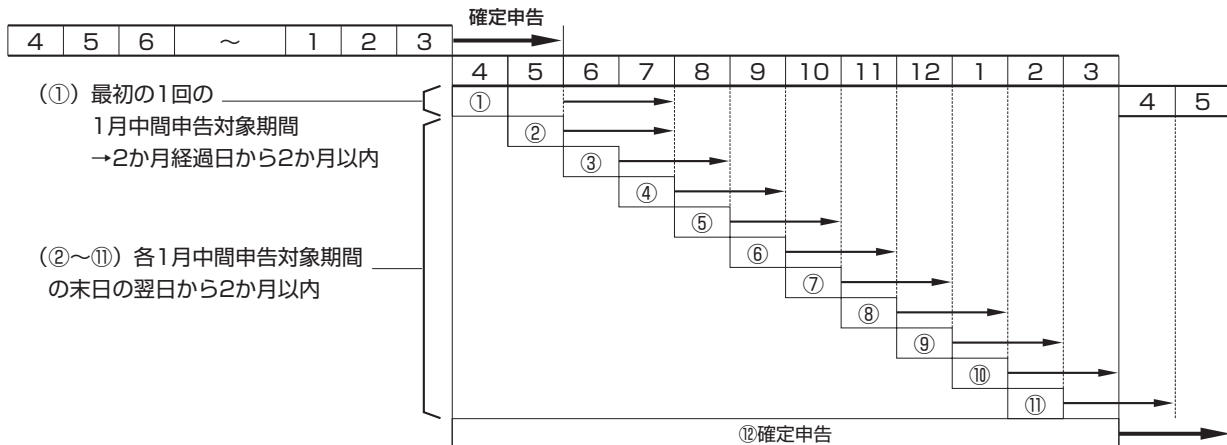 確定申告
4 5 6 ~ 1 2 3
4 5 6 7 8 9 10 11 12 1 2 3
4 5
(①) 最初の1回の
1月中間申告対象期間
→2か月経過日から2か月以内
(②~⑪) 各1月中間申告対象期間
の末日の翌日から2か月以内
①
②
③
④
⑤
⑥
⑦
⑧
⑨
⑩
⑪
⑫確定申告